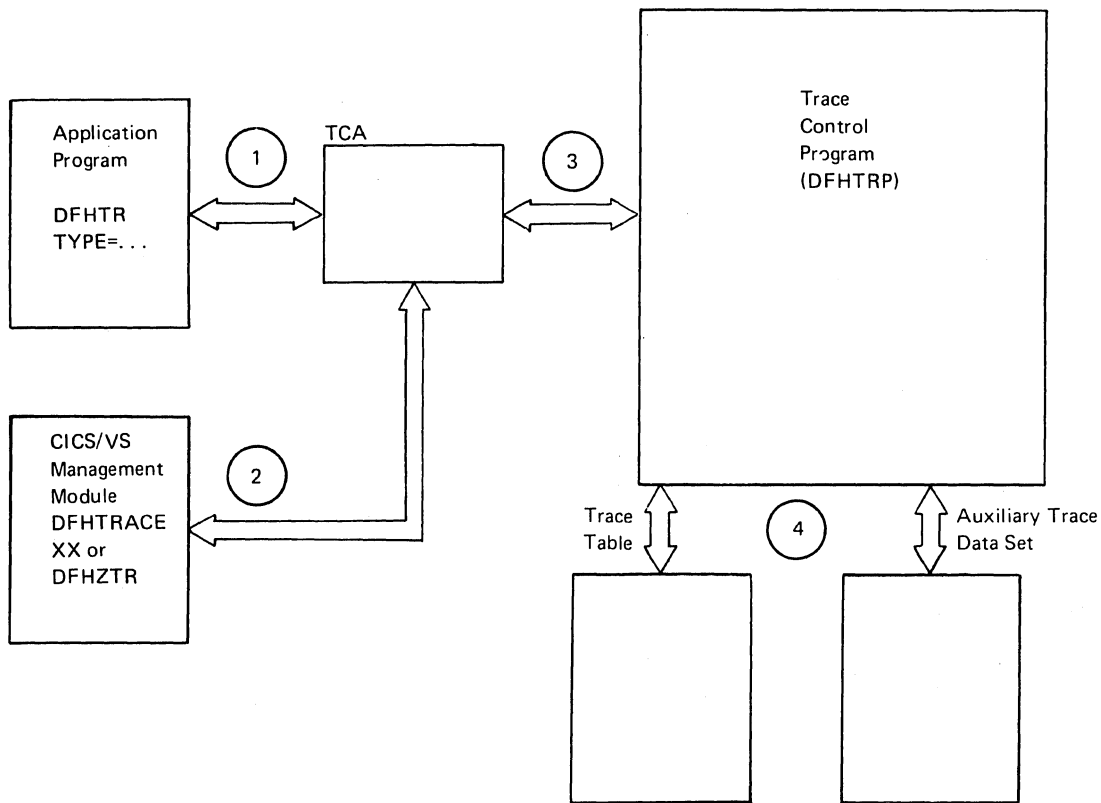 Application
Program
DFHTR
TYPE=...
1
TCA
3
Trace
Control
Program
(DFHTRP)
CICS/VS
Management
Module
DFHTRACE
XX or
DFHZTR
2
Trace
Table
4
Auxiliary Trace
Data Set